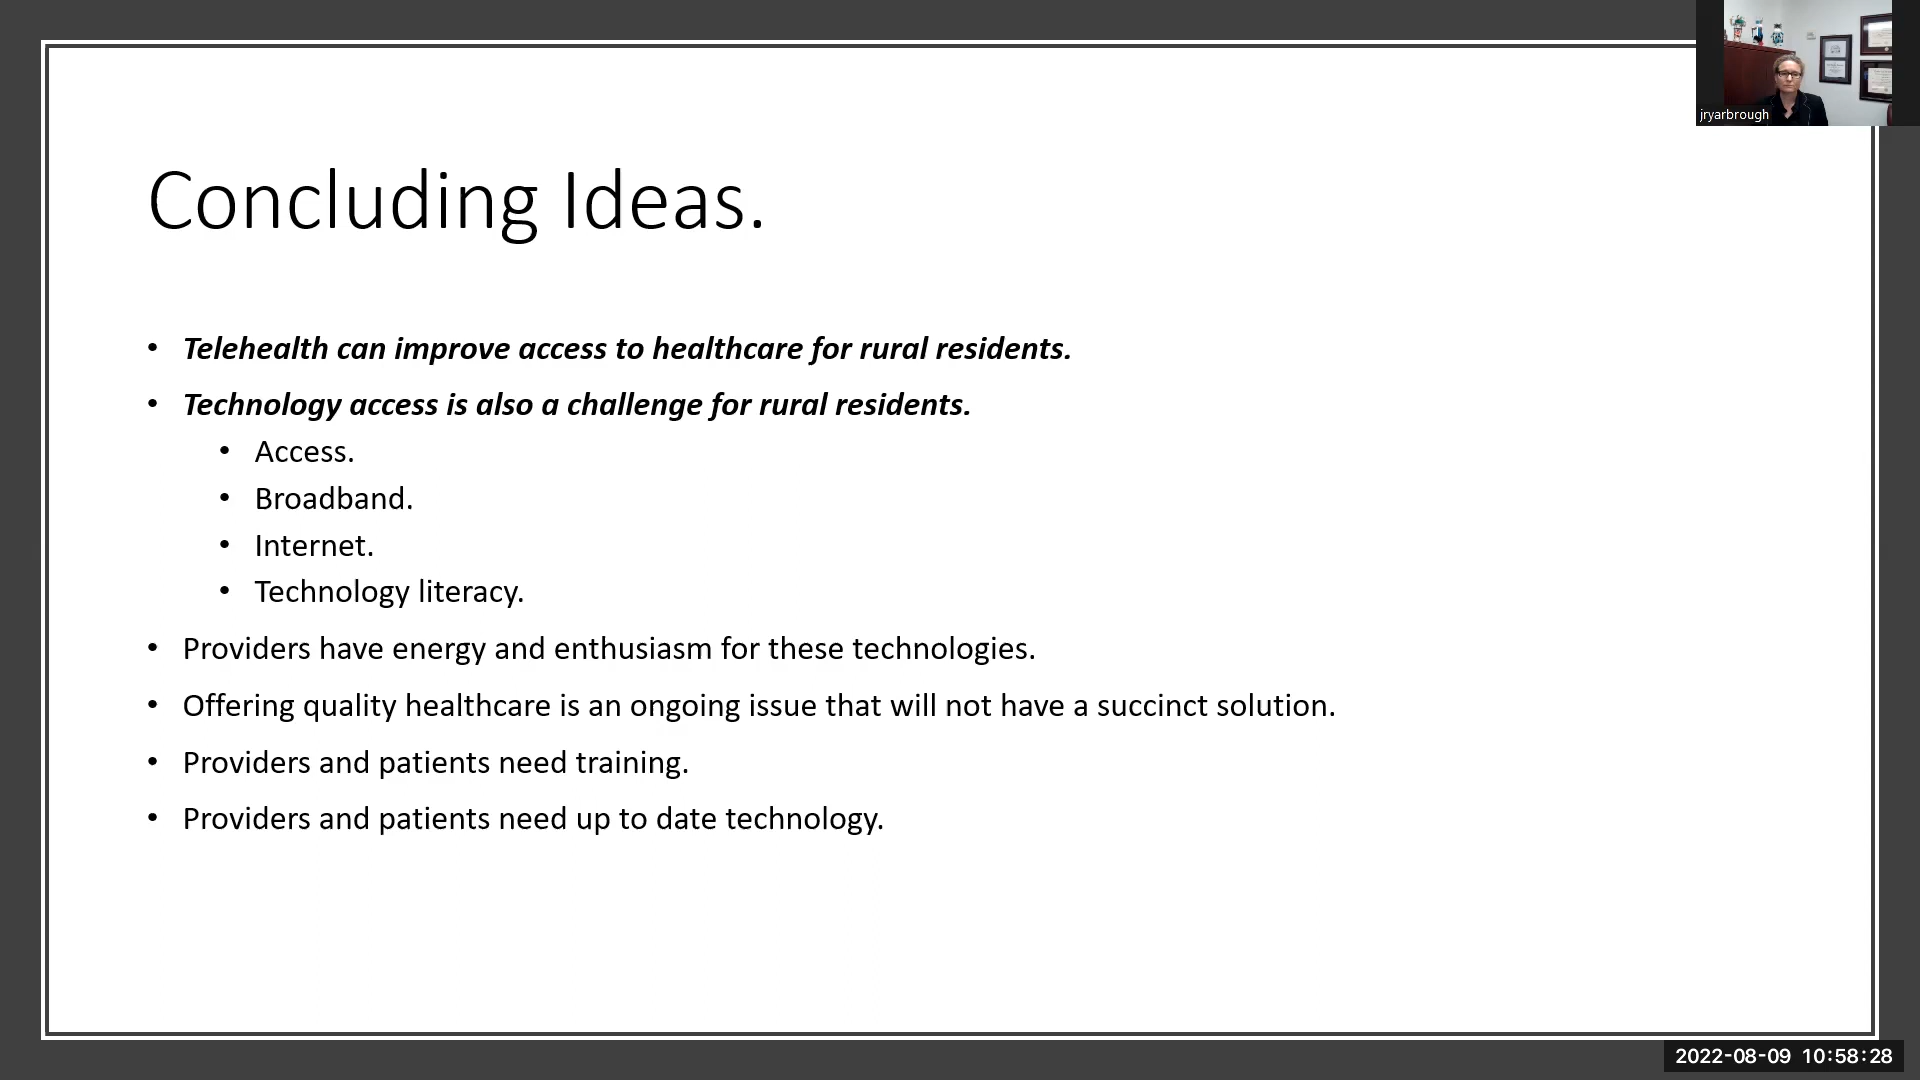 jryarbrough
Concluding Ideas.
• Telehealth can improve access to healthcare for rural residents.
• Technology access is also a challenge for rural residents.
• Access.
• Broadband.
• Internet.
• Technology literacy.
• Providers have energy and enthusiasm for these technologies.
• Offering quality healthcare is an ongoing issue that will not have a succinct solution.
• Providers and patients need training.
• Providers and patients need up to date technology.
2022-08-09 10:58:28